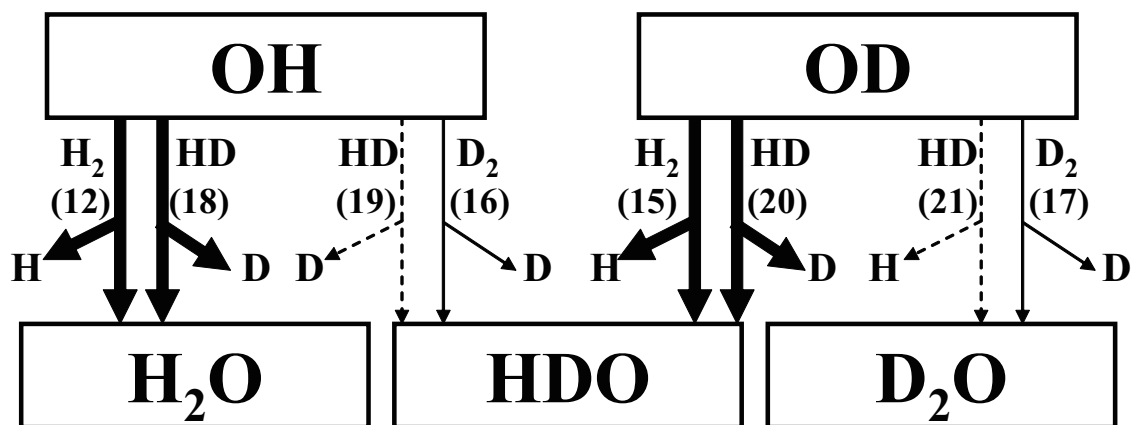 OH OD
H₂ HD HD D₂ H₂ HD HD D₂
(12) (18) (19) (16) (15) (20) (21) (17)
H D D D H D H D
H₂O HDO D₂O